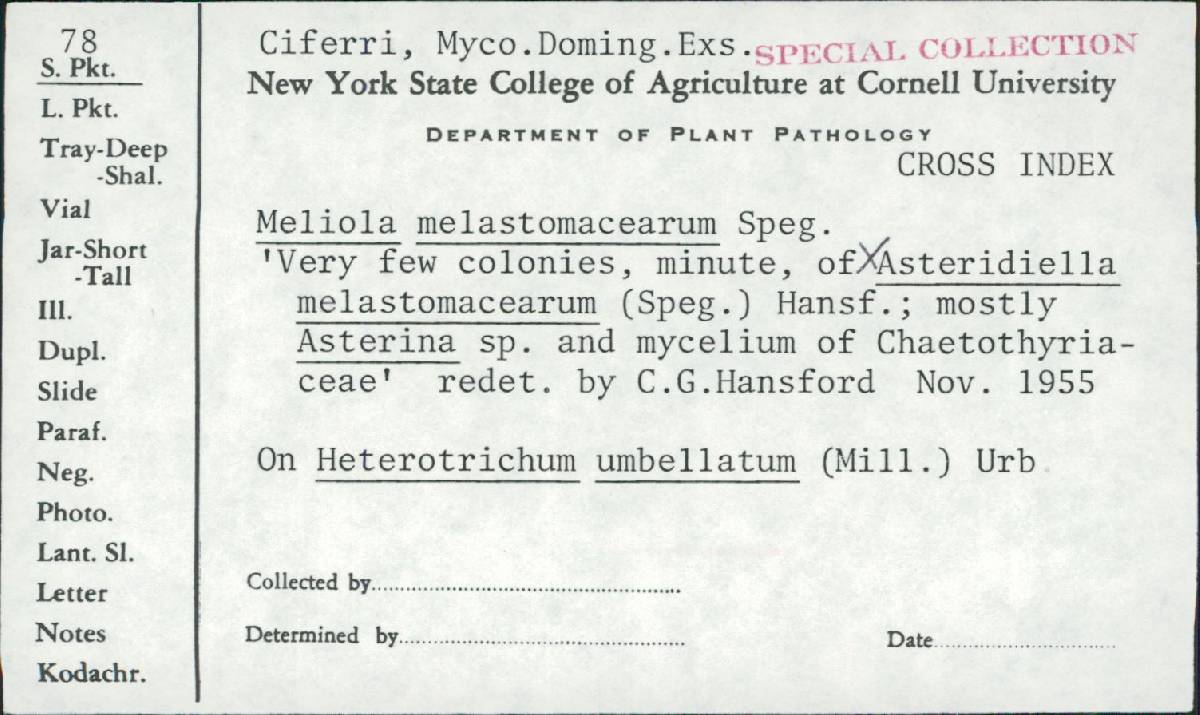 78
S. Pkt.
L. Pkt.
Tray-Deep
-Shal.
Vial
Jar-Short
-Tall
Ill.
Dupl.
Slide
Paraf.
Neg.
Photo.
Lant. Sl.
Letter
Notes
Kodachr.
Ciferri, Myco.Doming.Exs. SPECIAL COLLECTION
New York State College of Agriculture at Cornell University
DEPARTMENT OF PLANT PATHOLOGY
CROSS INDEX
Meliola melastomacearum Speg.
'Very few colonies, minute, of X Asteridiella
melastomacearum (Speg.) Hansf.; mostly
Asterina sp. and mycelium of Chaetothyria-
ceae' redet. by C.G.Hansford Nov. 1955
On Heterotrichum umbellatum (Mill.) Urb
Collected by
Determined by
Date